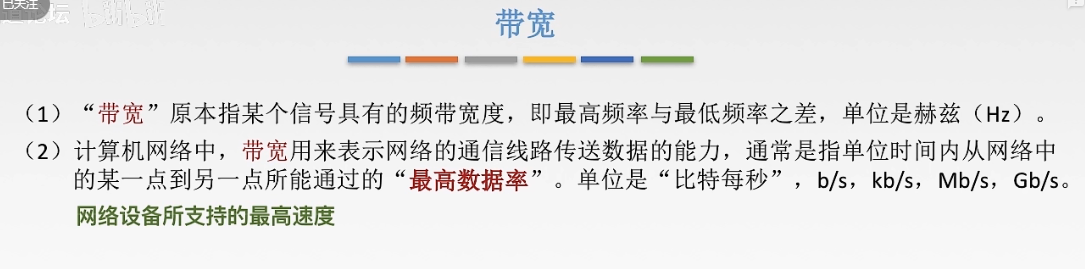 已关注
带宽
（1）“带宽”原本指某个信号具有的频带宽度，即最高频率与最低频率之差，单位是赫兹（Hz）。
（2）计算机网络中，带宽用来表示网络的通信线路传送数据的能力，通常是指单位时间内从网络中
的某一点到另一点所能通过的“最高数据率”。单位是“比特每秒”，b/s，kb/s，Mb/s，Gb/s。
网络设备所支持的最高速度